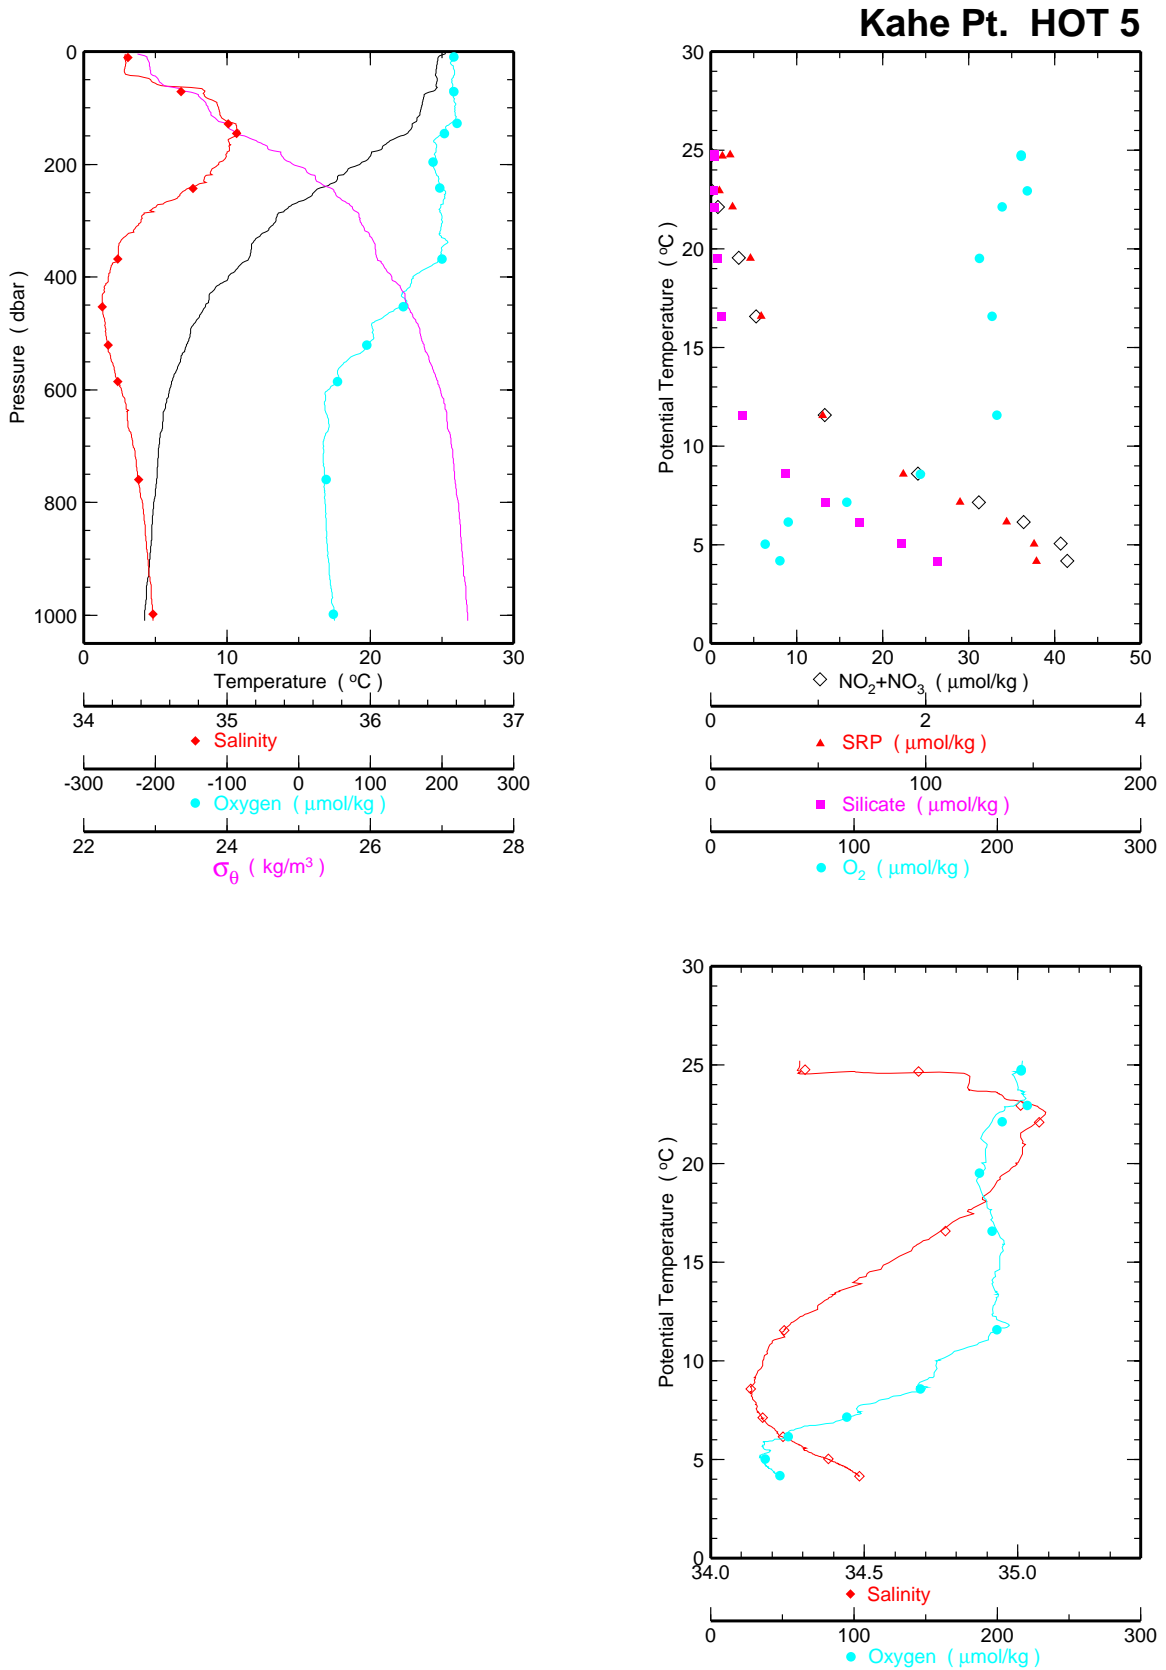 Kahe Pt. HOT 5
0
200
400
600
800
1000
Pressure ( dbar )
0 10 20 30
Temperature ( °C )
34 35 36 37
Salinity
-300 -200 -100 0 100 200 300
Oxygen ( μmol/kg )
22 24 26 28
σθ ( kg/m³ )
30
25
20
15
10
5
0
Potential Temperature ( °C )
0 10 20 30 40 50
NO₂+NO₃ ( μmol/kg )
0 2 4
SRP ( μmol/kg )
0 100 200
Silicate ( μmol/kg )
0 100 200 300
O₂ ( μmol/kg )
30
25
20
15
10
5
0
Potential Temperature ( °C )
34.0 34.5 35.0
Salinity
0 100 200 300
Oxygen ( μmol/kg )